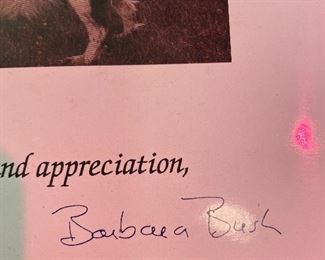 nd appreciation,
Barbara Bush